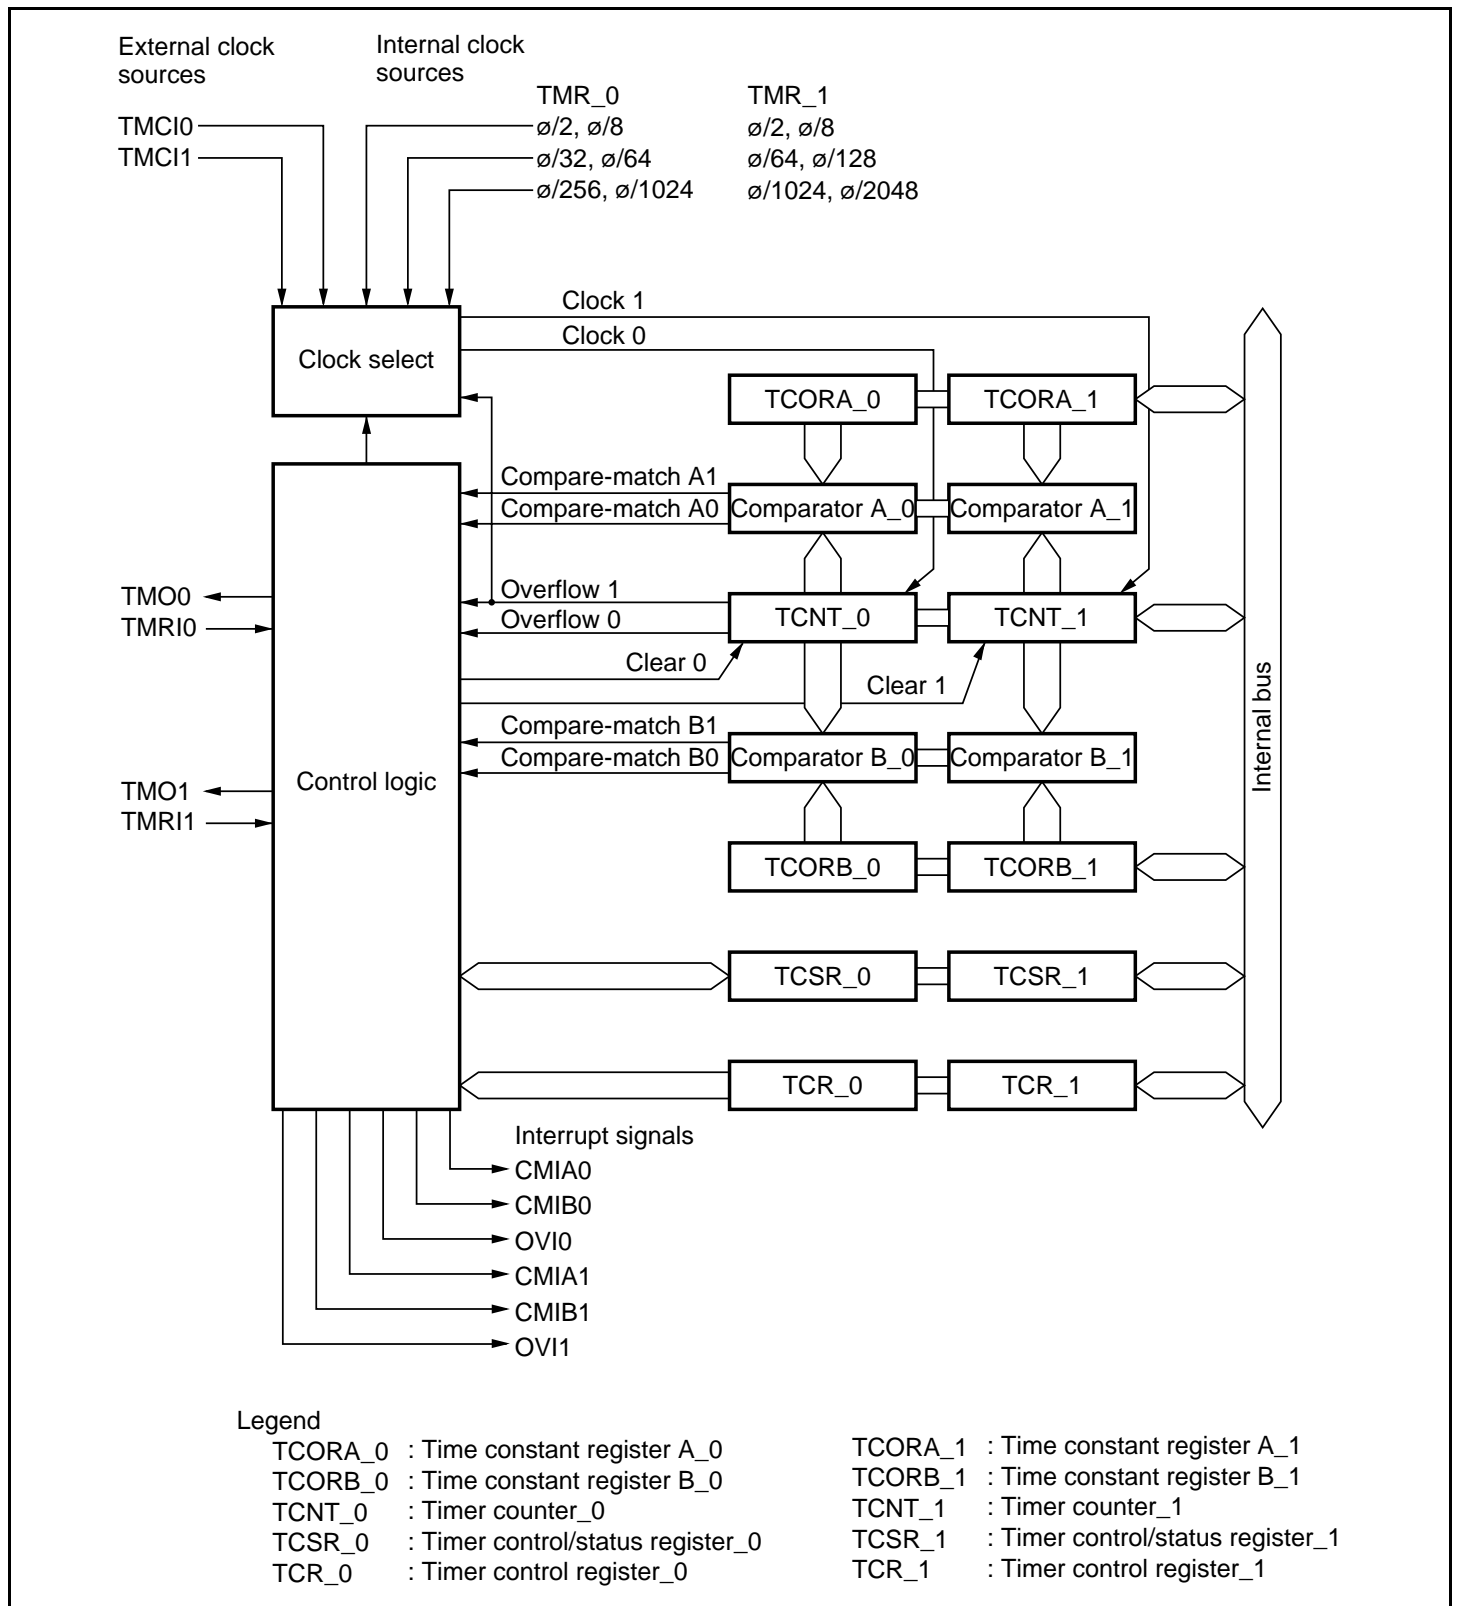 External clock
sources
Internal clock
sources
TMR_0
TMR_1
TMCI0
ø/2, ø/8
ø/2, ø/8
TMCI1
ø/32, ø/64
ø/64, ø/128
ø/256, ø/1024
ø/1024, ø/2048
Clock 1
Clock 0
Clock select
TCORA_0
TCORA_1
Compare-match A1
Compare-match A0
Comparator A_0
Comparator A_1
TMO0
TMRI0
Overflow 1
Overflow 0
TCNT_0
TCNT_1
Clear 0
Clear 1
Internal bus
Compare-match B1
Compare-match B0
Comparator B_0
Comparator B_1
Control logic
TMO1
TMRI1
TCORB_0
TCORB_1
TCSR_0
TCSR_1
TCR_0
TCR_1
Interrupt signals
CMIA0
CMIB0
OVI0
CMIA1
CMIB1
OVI1
Legend
TCORA_0 : Time constant register A_0
TCORB_0 : Time constant register B_0
TCNT_0 : Timer counter_0
TCSR_0 : Timer control/status register_0
TCR_0 : Timer control register_0
TCORA_1 : Time constant register A_1
TCORB_1 : Time constant register B_1
TCNT_1 : Timer counter_1
TCSR_1 : Timer control/status register_1
TCR_1 : Timer control register_1